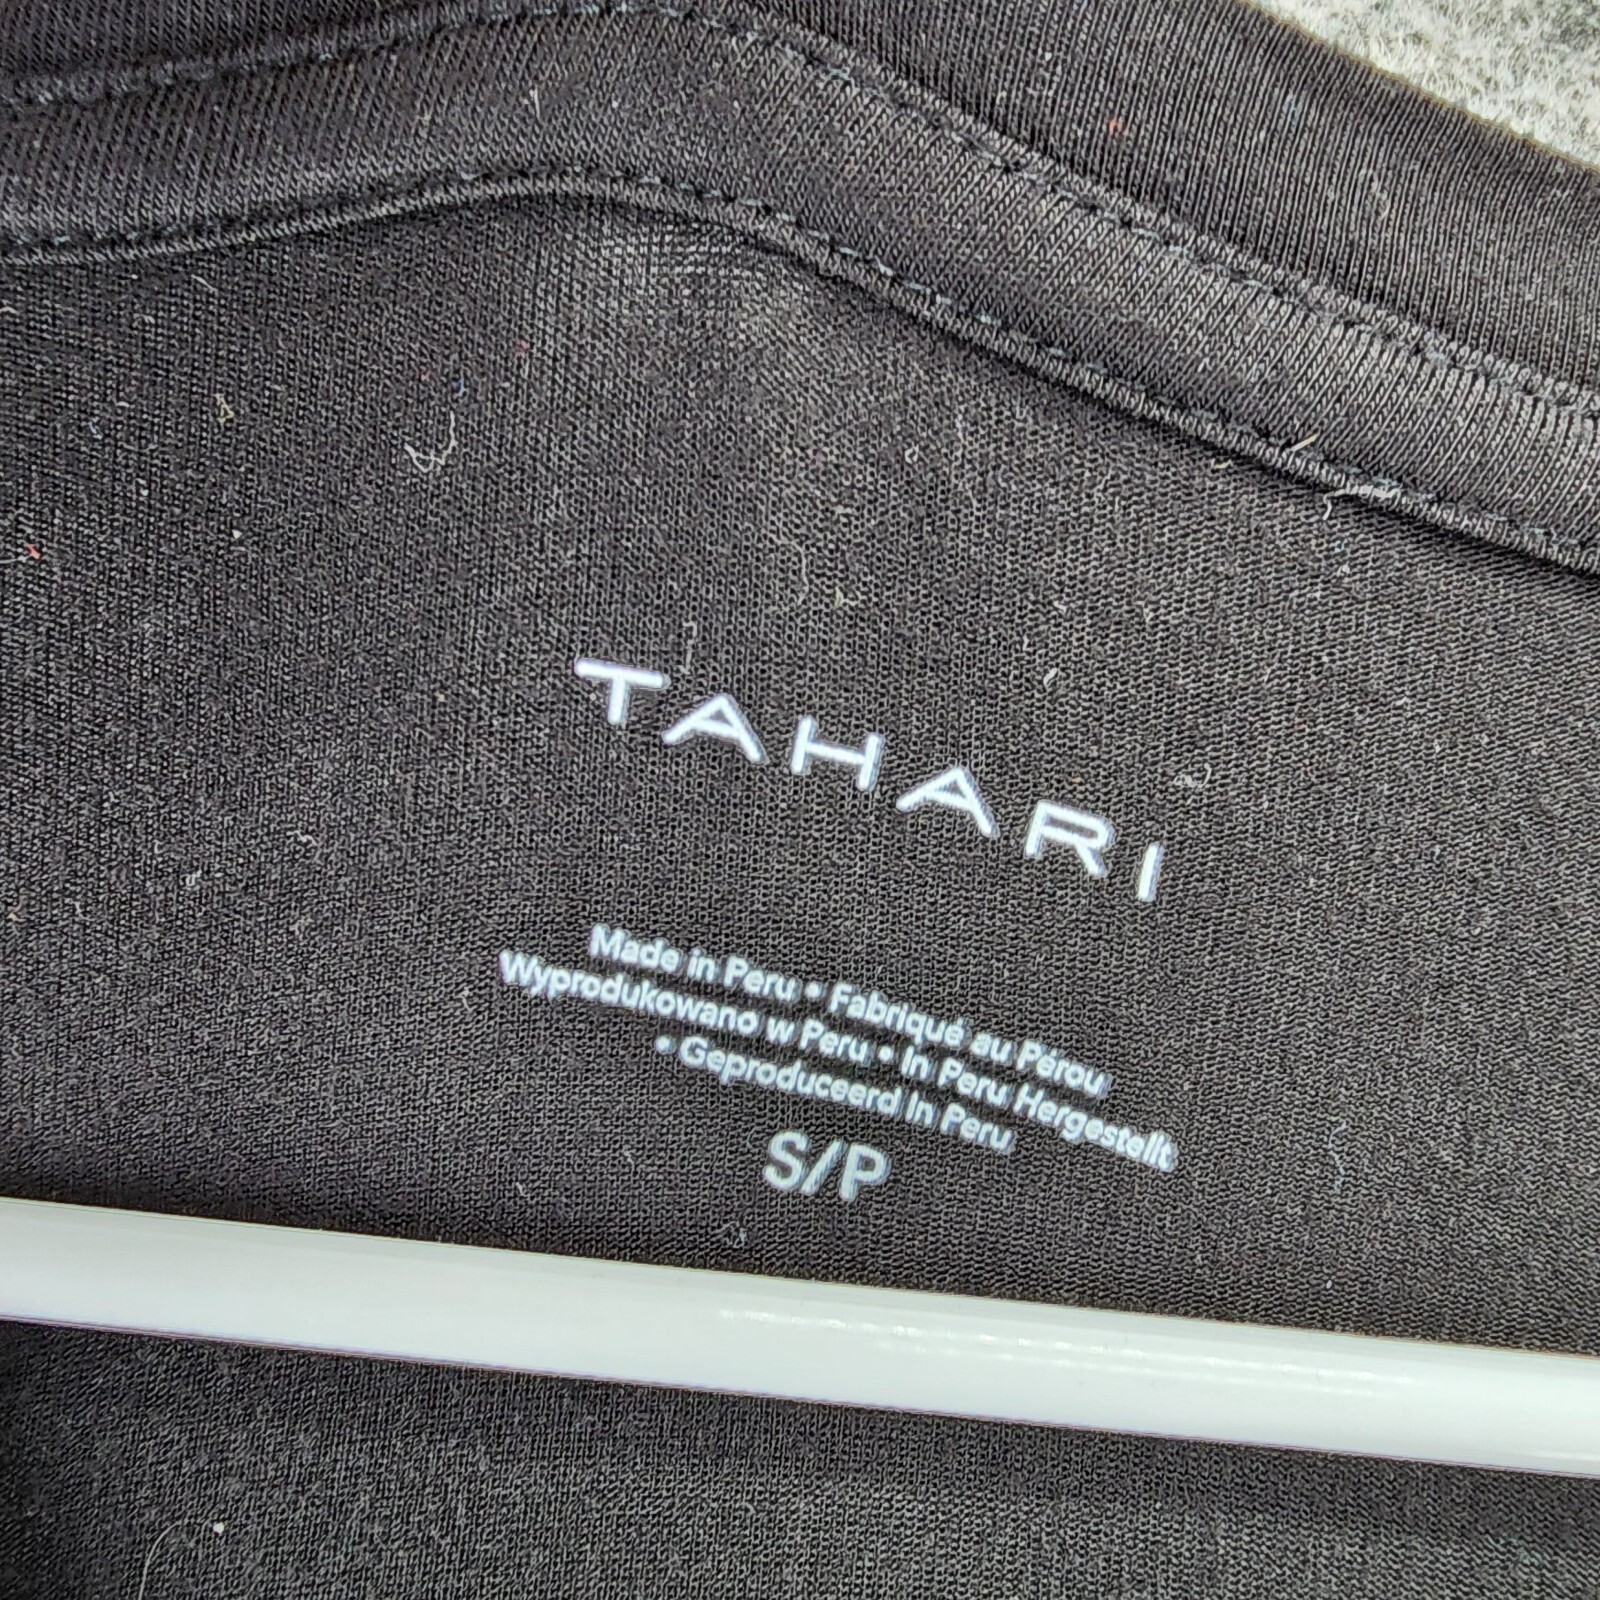 TAHARI
Made in Peru • Fabriqué au Pérou
Wyprodukowano w Peru • In Peru Hergestellt
• Geproduceerd In Peru
S/P